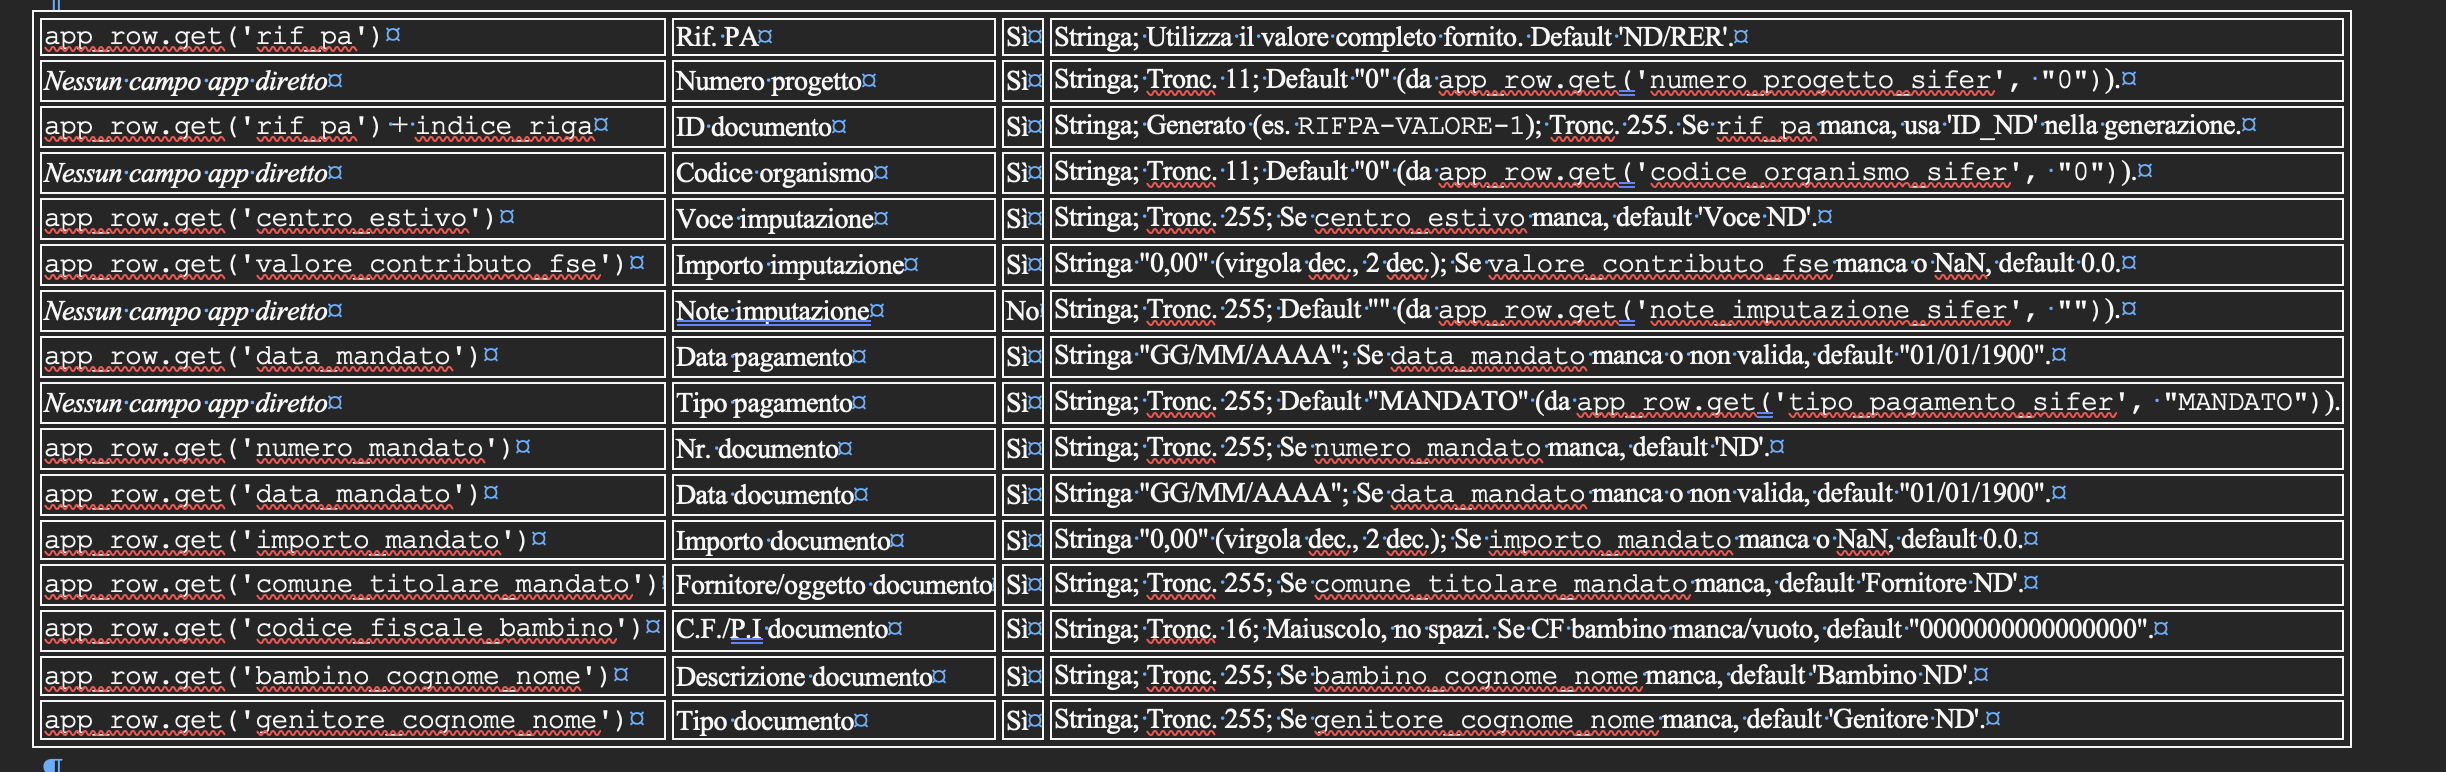 app_row.get('rif_pa') Rif. PA Sì Stringa; Utilizza il valore completo fornito. Default 'ND/RER'.
Nessun campo app diretto Numero progetto Sì Stringa; Tronc. 11; Default "0" (da app_row.get('numero_progetto_sifer', "0")).
app_row.get('rif_pa') + indice_riga ID documento Sì Stringa; Generato (es. RIFPA-VALORE-1); Tronc. 255. Se rif_pa manca, usa 'ID_ND' nella generazione.
Nessun campo app diretto Codice organismo Sì Stringa; Tronc. 11; Default "0" (da app_row.get('codice_organismo_sifer', "0")).
app_row.get('centro_estivo') Voce imputazione Sì Stringa; Tronc. 255; Se centro_estivo manca, default 'Voce ND'.
app_row.get('valore_contributo_fse') Importo imputazione Sì Stringa "0,00" (virgola dec., 2 dec.); Se valore_contributo_fse manca o NaN, default 0.0.
Nessun campo app diretto Note imputazione No Stringa; Tronc. 255; Default "" (da app_row.get('note_imputazione_sifer', "")).
app_row.get('data_mandato') Data pagamento Sì Stringa "GG/MM/AAAA"; Se data_mandato manca o non valida, default "01/01/1900".
Nessun campo app diretto Tipo pagamento Sì Stringa; Tronc. 255; Default "MANDATO" (da app_row.get('tipo_pagamento_sifer', "MANDATO")).
app_row.get('numero_mandato') Nr. documento Sì Stringa; Tronc. 255; Se numero_mandato manca, default 'ND'.
app_row.get('data_mandato') Data documento Sì Stringa "GG/MM/AAAA"; Se data_mandato manca o non valida, default "01/01/1900".
app_row.get('importo_mandato') Importo documento Sì Stringa "0,00" (virgola dec., 2 dec.); Se importo_mandato manca o NaN, default 0.0.
app_row.get('comune_titolare_mandato') Fornitore/oggetto documento Sì Stringa; Tronc. 255; Se comune_titolare_mandato manca, default 'Fornitore ND'.
app_row.get('codice_fiscale_bambino') C.F./P.I documento Sì Stringa; Tronc. 16; Maiuscolo, no spazi. Se CF bambino manca/vuoto, default "0000000000000000".
app_row.get('bambino_cognome_nome') Descrizione documento Sì Stringa; Tronc. 255; Se bambino_cognome_nome manca, default 'Bambino ND'.
app_row.get('genitore_cognome_nome') Tipo documento Sì Stringa; Tronc. 255; Se genitore_cognome_nome manca, default 'Genitore ND'.